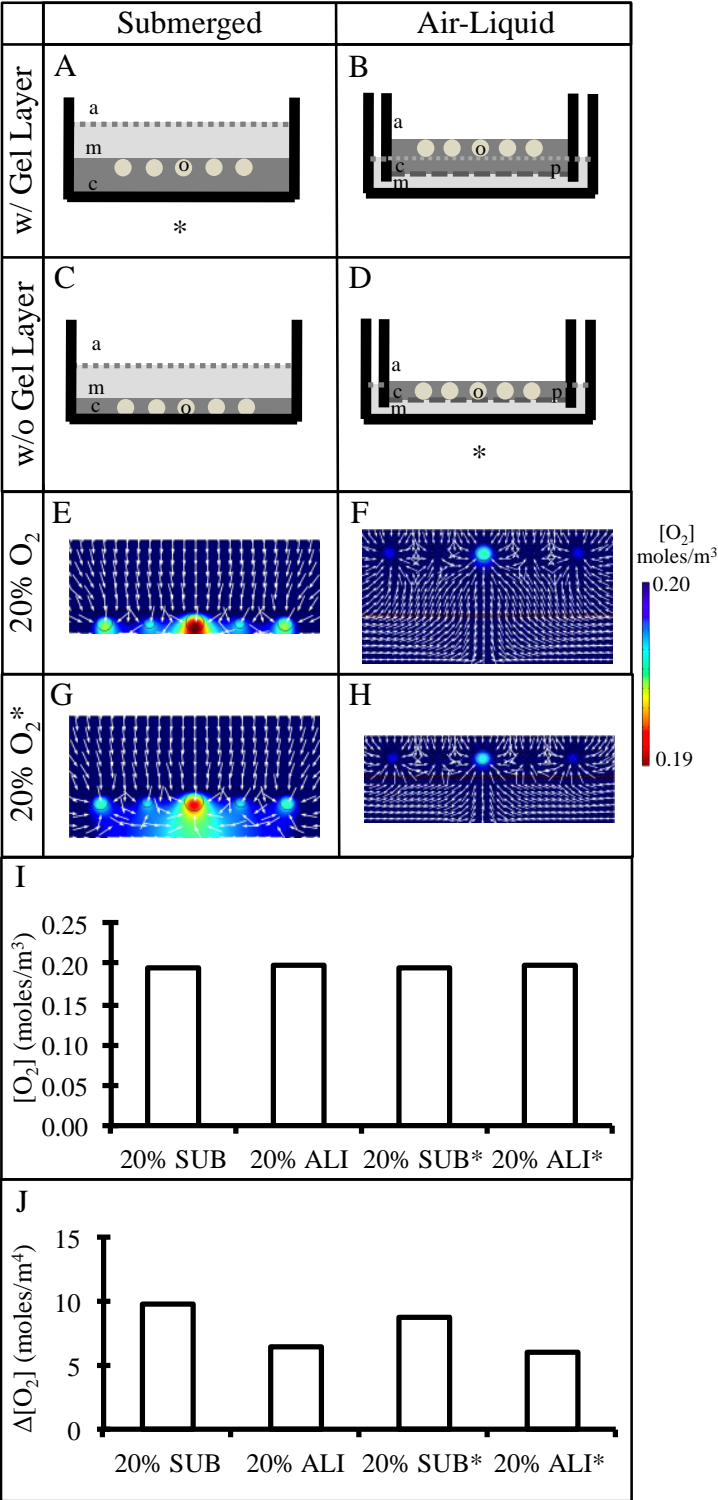 Submerged
Air-Liquid
w/ Gel Layer
A
a
m
o
c
*
B
a
o
c
p
m
w/o Gel Layer
C
a
m
c
o
D
a
c
o
p
m
*
20% O₂
E
F
[O₂]
moles/m³
0.20
0.19
20% O₂*
G
H
I
[O₂] (moles/m³)
0.25
0.20
0.15
0.10
0.05
0.00
20% SUB
20% ALI
20% SUB*
20% ALI*
J
Δ[O₂] (moles/m⁴)
15
10
5
0
20% SUB
20% ALI
20% SUB*
20% ALI*